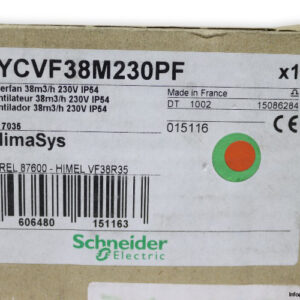 YCVF38M230PF x1
erfan 38m3/h 230V IP54
ntilateur 38m3/h 230V IP54
ntilador 38m3/h 230V IP54
Made in France
DT 1002 15086284
7035
015116
limaSys
CE
REL 87600 - HIMEL VF38R35
606480 151163
Schneider
Electric